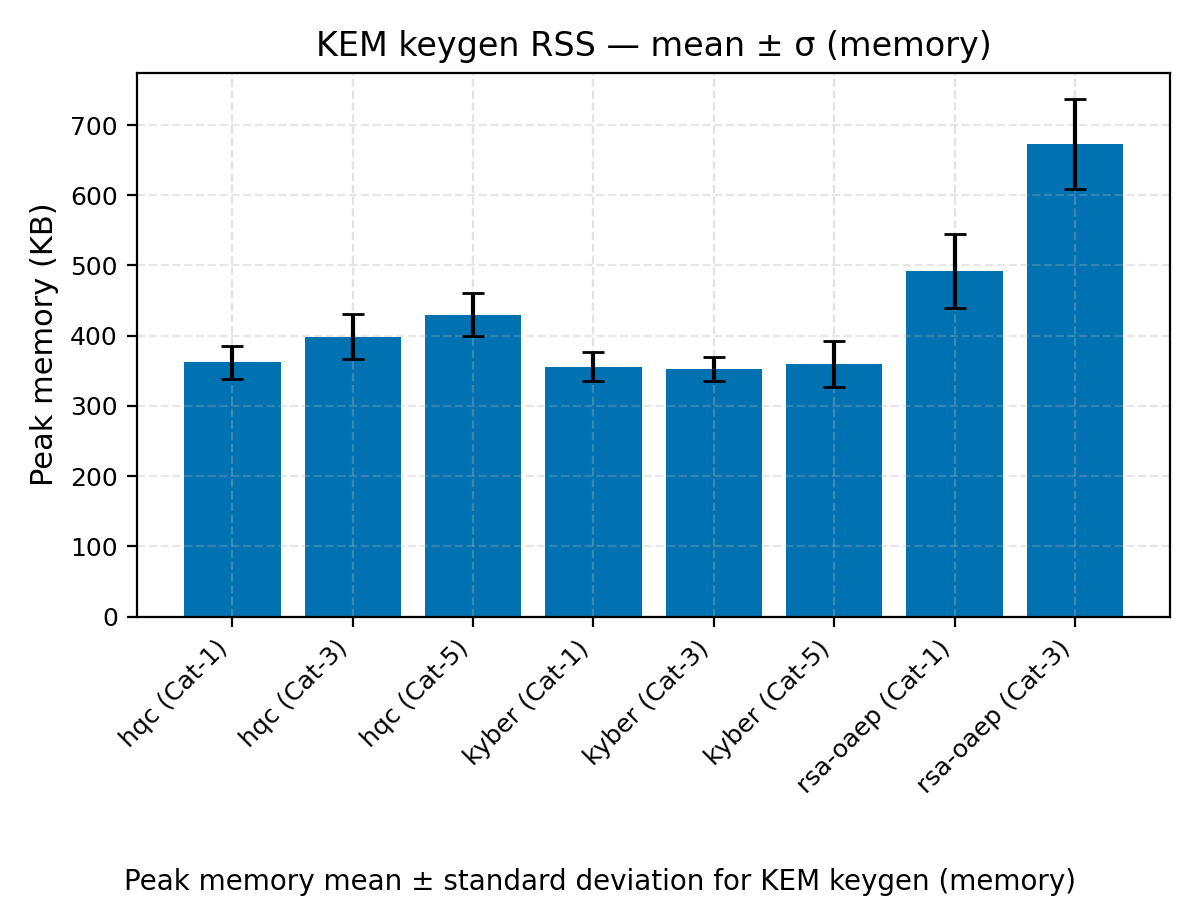 KEM keygen RSS — mean ± σ (memory)
Peak memory (KB)
700
600
500
400
300
200
100
0
hqc (Cat-1)
hqc (Cat-3)
hqc (Cat-5)
kyber (Cat-1)
kyber (Cat-3)
kyber (Cat-5)
rsa-oaep (Cat-1)
rsa-oaep (Cat-3)
Peak memory mean ± standard deviation for KEM keygen (memory)